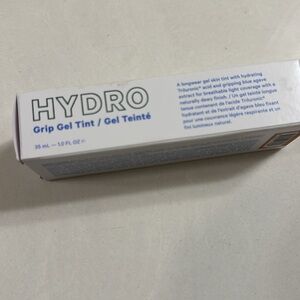 HYDRO
Grip Gel Tint / Gel Teinté
35 mL — 1.0 FL OZ
A longwear gel skin tint with hydrating
Triluronic® acid and gripping blue agave
extract for breathable light coverage with a
naturally dewy finish. / Un gel teinté longue
tenue contenant de l'acide Triluronic®
hydratant et de l'extrait d'agave bleu fixant
pour une couvrance légère respirante et un
fini lumineux naturel.